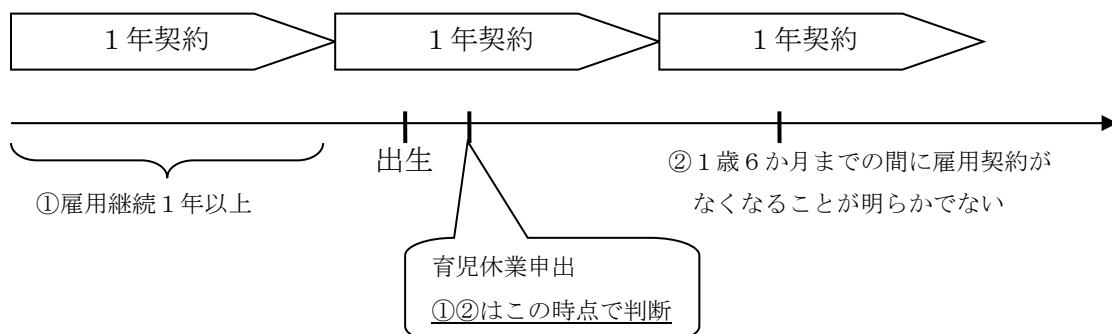 １年契約
１年契約
１年契約
出生
①雇用継続１年以上
②１歳６か月までの間に雇用契約が
なくなることが明らかでない
育児休業申出
①②はこの時点で判断